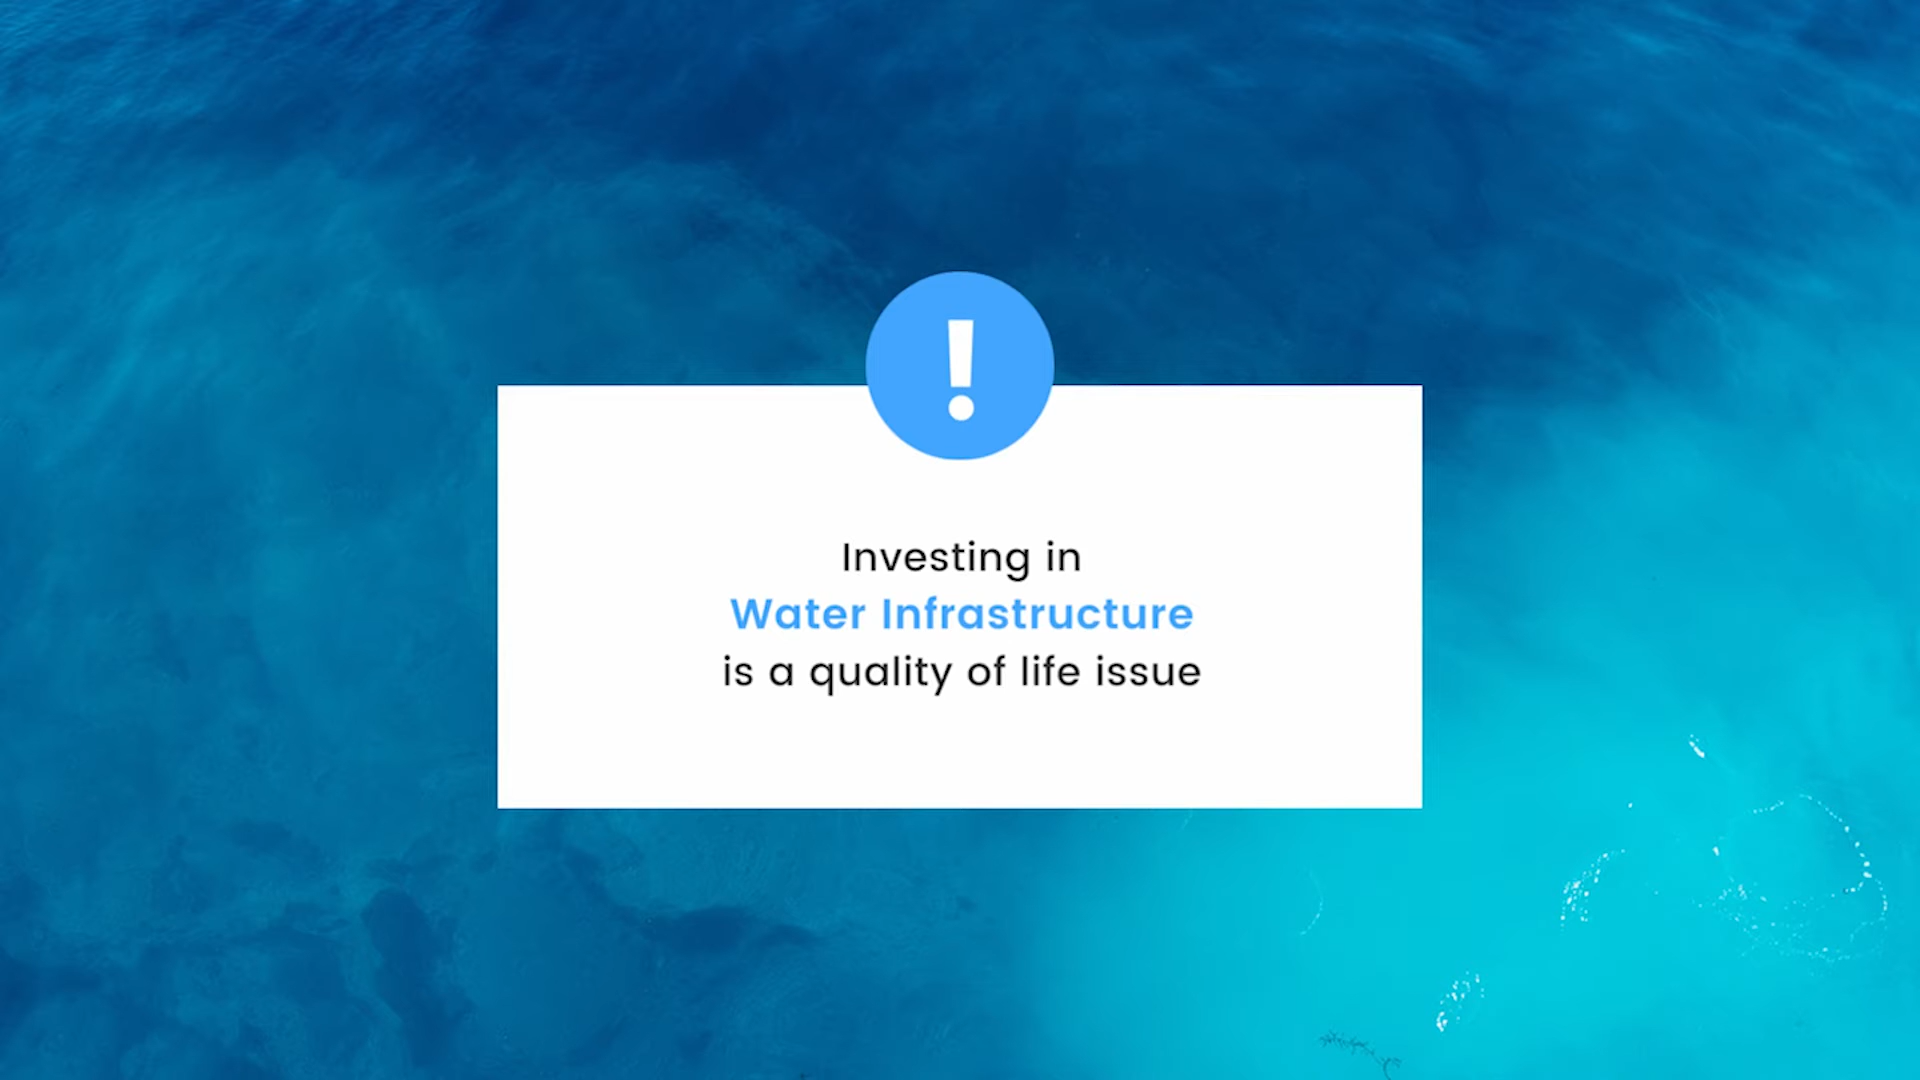 !
Investing in
Water Infrastructure
is a quality of life issue